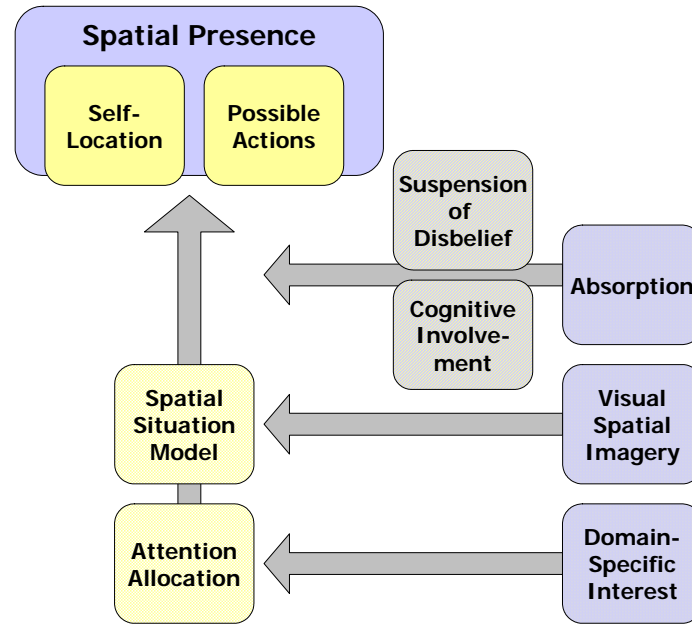 Spatial Presence
Self-
Location
Possible
Actions
Suspension
of
Disbelief
Absorption
Cognitive
Involve-
ment
Spatial
Situation
Model
Visual
Spatial
Imagery
Attention
Allocation
Domain-
Specific
Interest